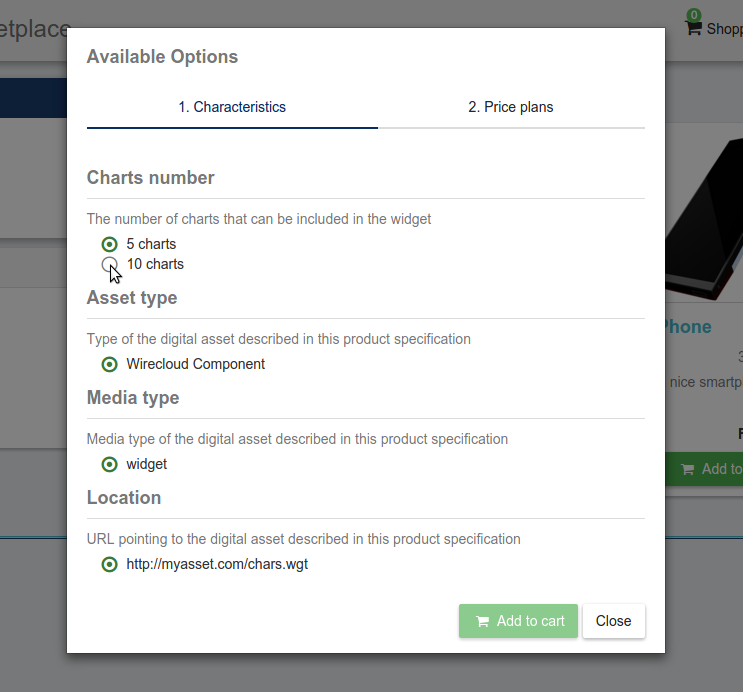 etplace
0
Shopp
Available Options
1. Characteristics
2. Price plans
Charts number
The number of charts that can be included in the widget
5 charts
10 charts
Asset type
Type of the digital asset described in this product specification
Wirecloud Component
Phone
3
nice smartp
Media type
Media type of the digital asset described in this product specification
F
widget
Add to
Location
URL pointing to the digital asset described in this product specification
http://myasset.com/chars.wgt
Add to cart
Close